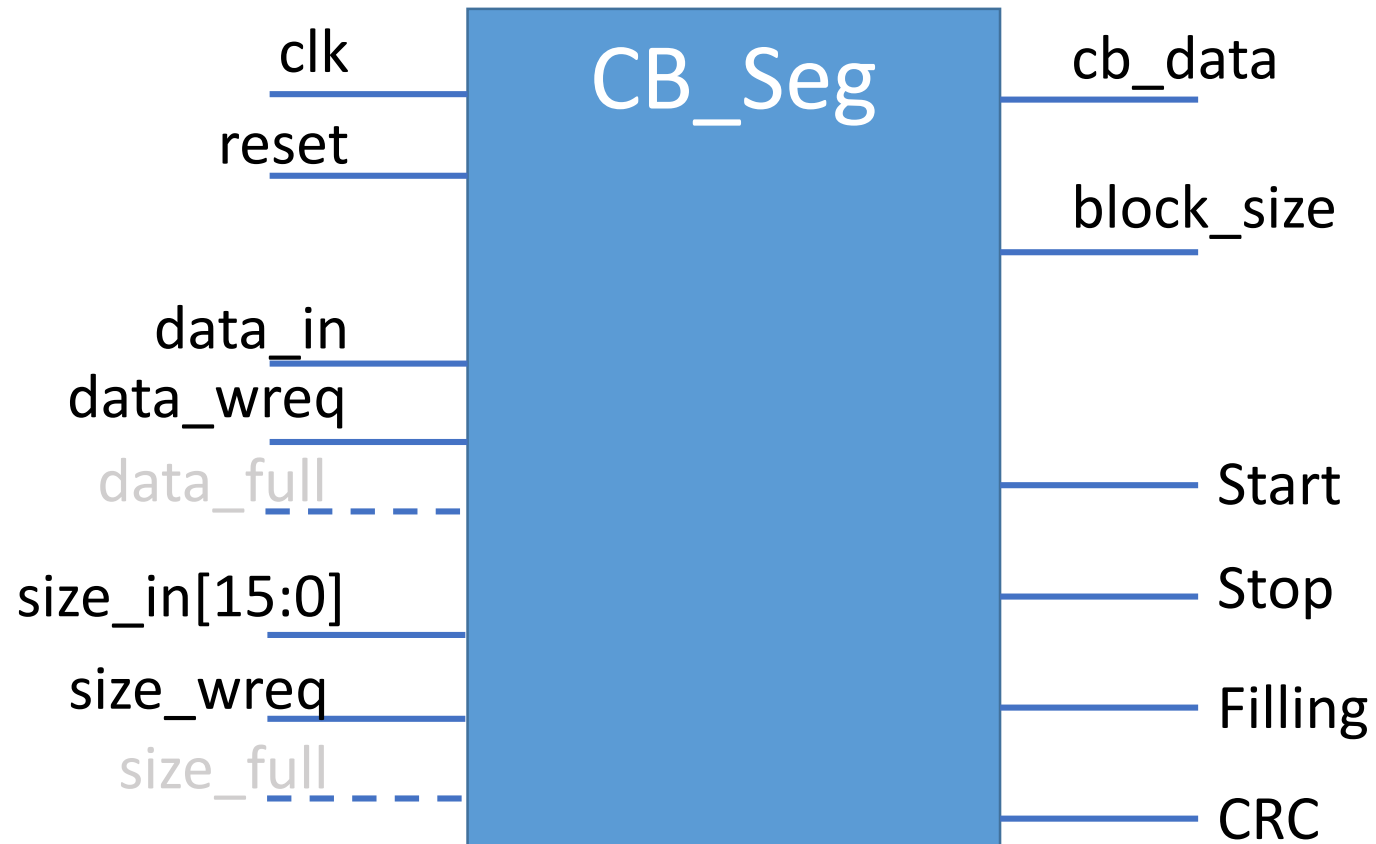 clk
reset
data_in
data_wreq
data_full
size_in[15:0]
size_wreq
size_full
CB_Seg
cb_data
block_size
Start
Stop
Filling
CRC